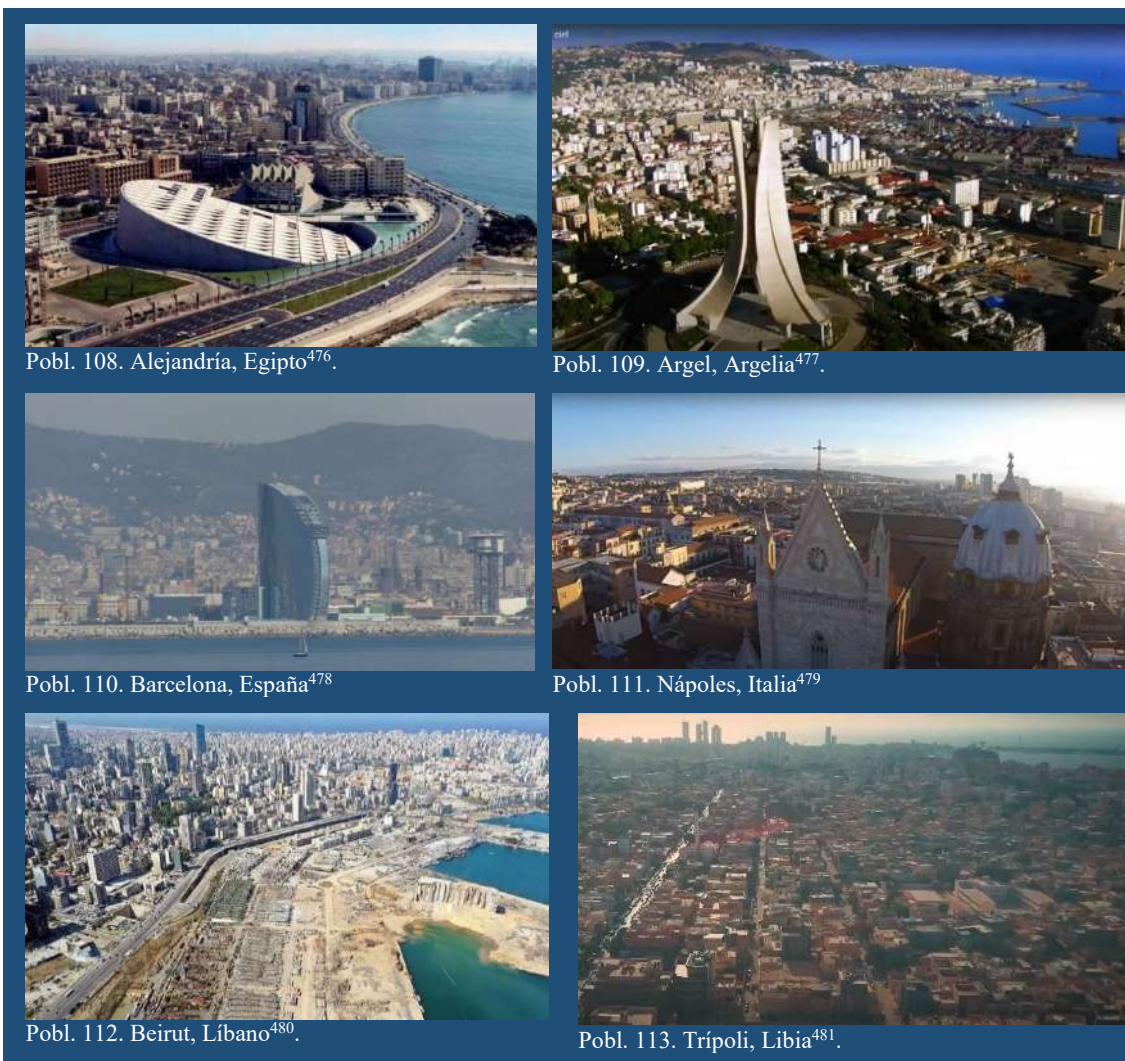 ciel
Pobl. 108. Alejandría, Egipto476.
Pobl. 109. Argel, Argelia477.
Pobl. 110. Barcelona, España478
Pobl. 111. Nápoles, Italia479
Pobl. 112. Beirut, Líbano480.
Pobl. 113. Trípoli, Libia481.